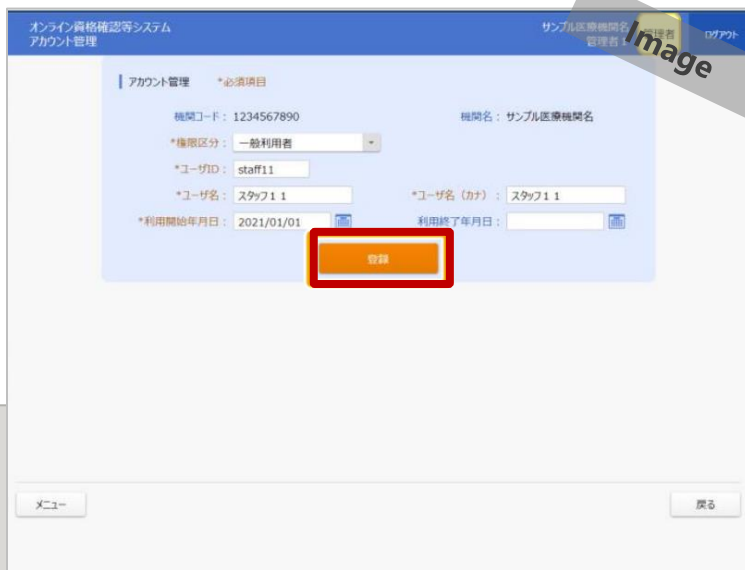 オンライン資格確認等システム
アカウント管理
サンプル医療機関名
管理者1
管理者
ログアウト
Image
アカウント管理 *必須項目
機関コード： 1234567890 機関名： サンプル医療機関名
*権限区分： 一般利用者
*ユーザID： staff11
*ユーザ名： スタッフ１１ *ユーザ名（カナ）： スタッフ１１
*利用開始年月日： 2021/01/01 利用終了年月日：
登録
メニュー 戻る